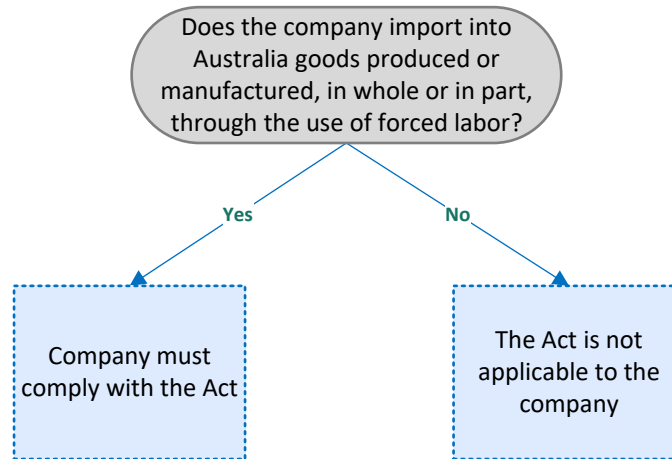 Does the company import into
Australia goods produced or
manufactured, in whole or in part,
through the use of forced labor?
Yes
No
Company must
comply with the Act
The Act is not
applicable to the
company